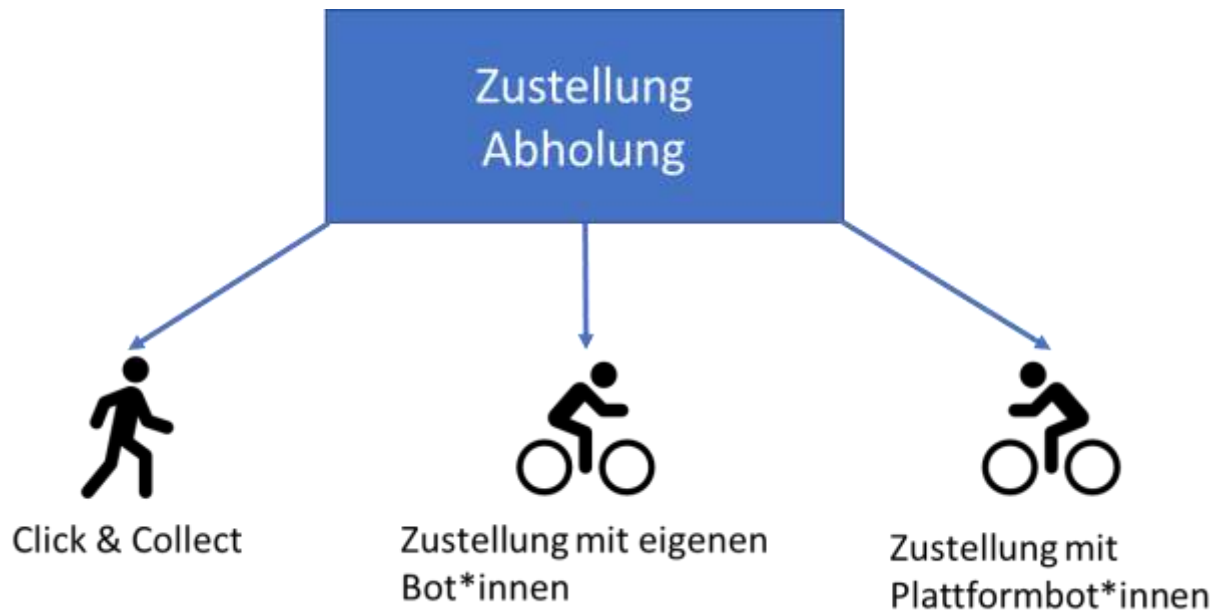 Zustellung
Abholung
Click & Collect
Zustellung mit eigenen
Bot*innen
Zustellung mit
Plattformbot*innen